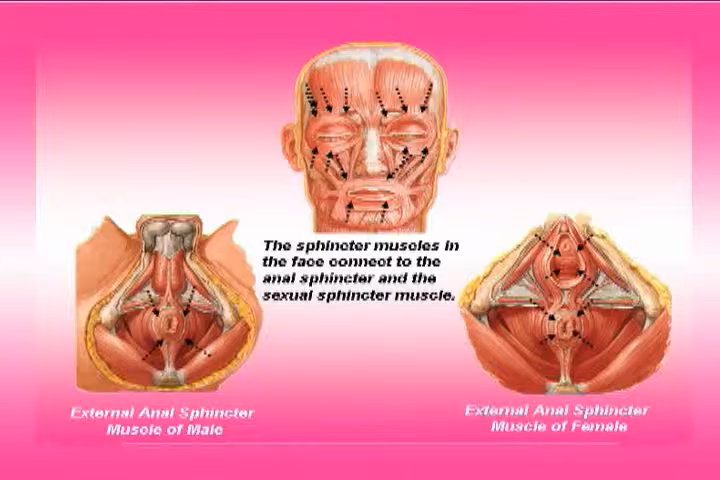 The sphincter muscles in
the face connect to the
anal sphincter and the
sexual sphincter muscle.
External Anal Sphincter
Muscle of Male
External Anal Sphincter
Muscle of Female